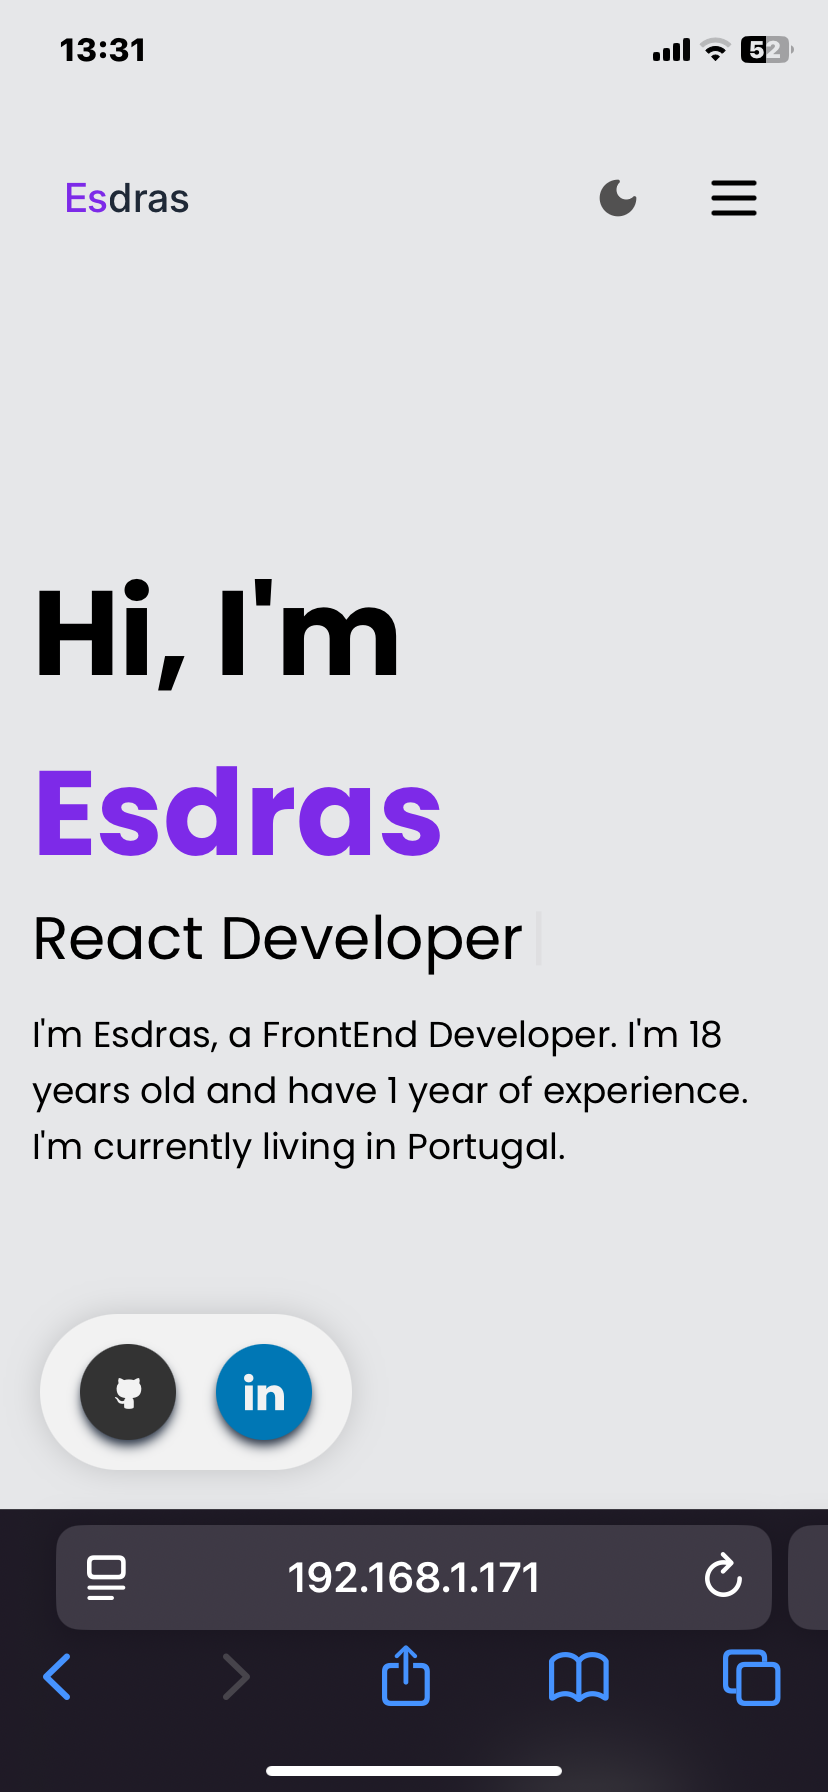 13:31
52
Esdras
Hi, I'm
Esdras
React Developer
I'm Esdras, a FrontEnd Developer. I'm 18
years old and have 1 year of experience.
I'm currently living in Portugal.
in
192.168.1.171